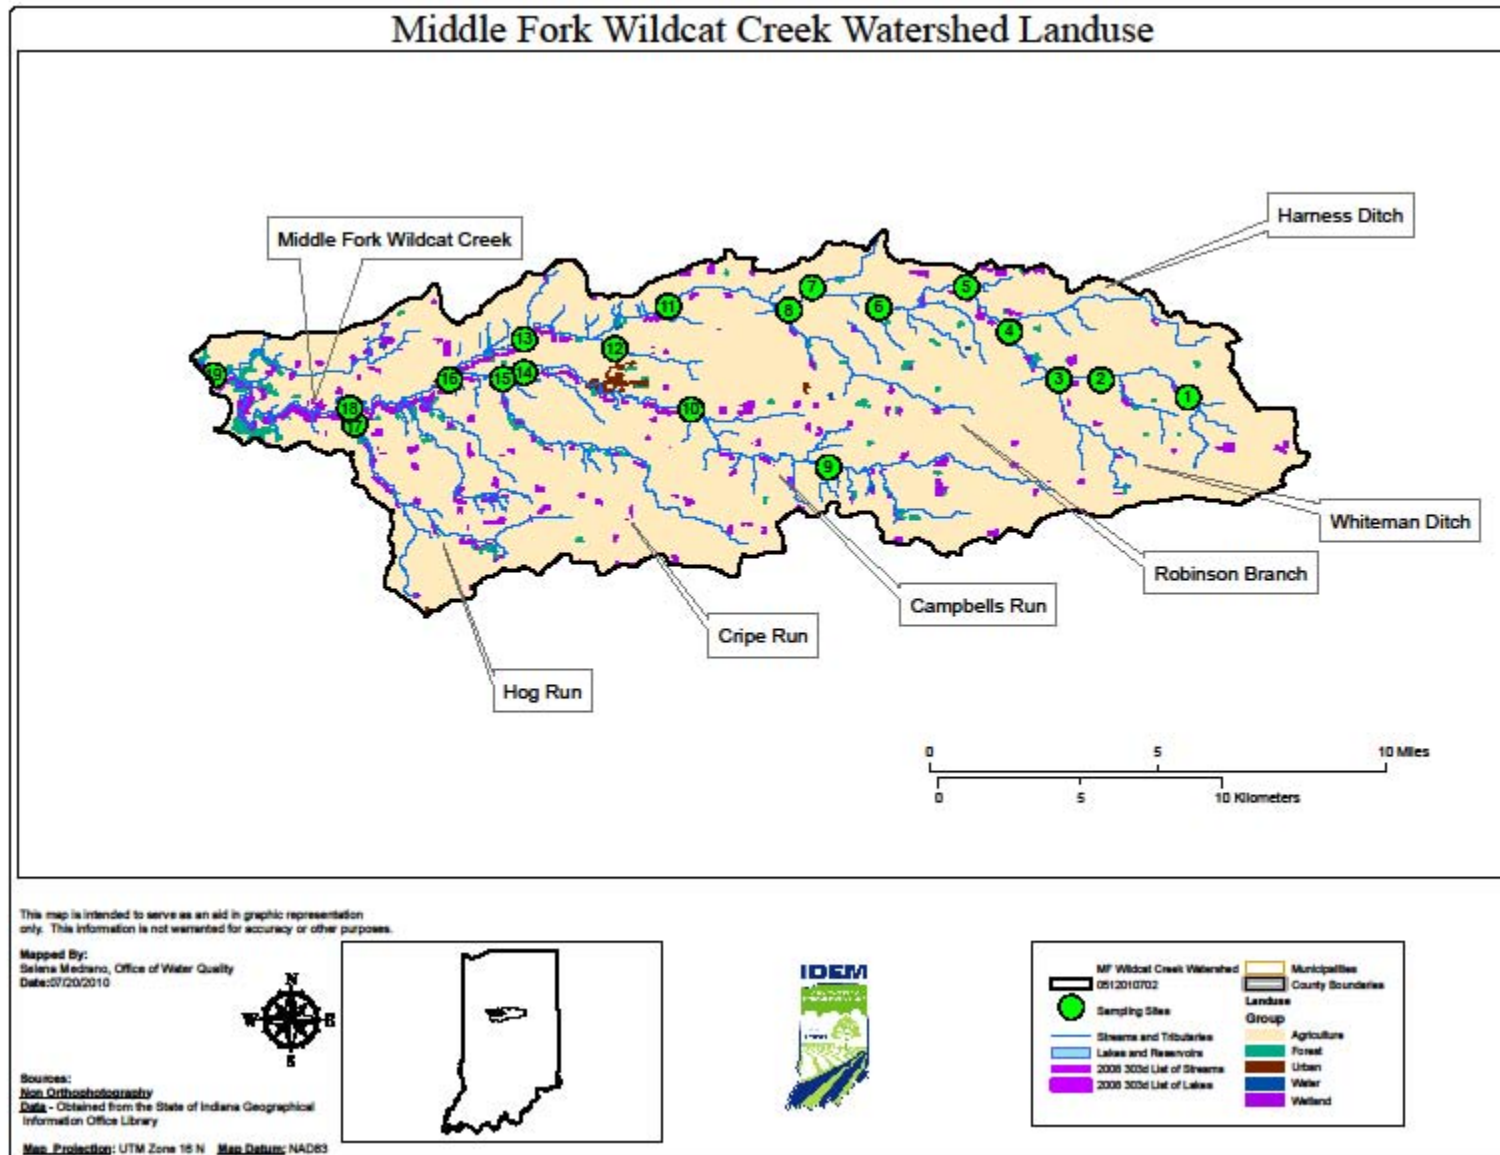 Middle Fork Wildcat Creek Watershed Landuse
Harness Ditch
Middle Fork Wildcat Creek
7
5
11
8
6
4
13
12
19
16
15
14
3
2
1
18
10
17
9
Whiteman Ditch
Robinson Branch
Campbells Run
Cripe Run
Hog Run
0 5 10 Miles
0 5 10 Kilometers
This map is intended to serve as an aid in graphic representation
only. This information is not warranted for accuracy or other purposes.
Mapped By:
Selena Medrano, Office of Water Quality
Date:07/20/2010
N
W E
S
Sources:
Non Orthophotography
Data - Obtained from the State of Indiana Geographical
Information Office Library
Map Projection: UTM Zone 16 N Map Datum: NAD83
IDEM
MF Wildcat Creek Watershed
0512010702
Sampling Sites
Streams and Tributaries
Lakes and Reservoirs
2008 303d List of Streams
2008 303d List of Lakes
Municipalities
County Boundaries
Landuse
Group
Agriculture
Forest
Urban
Water
Wetland